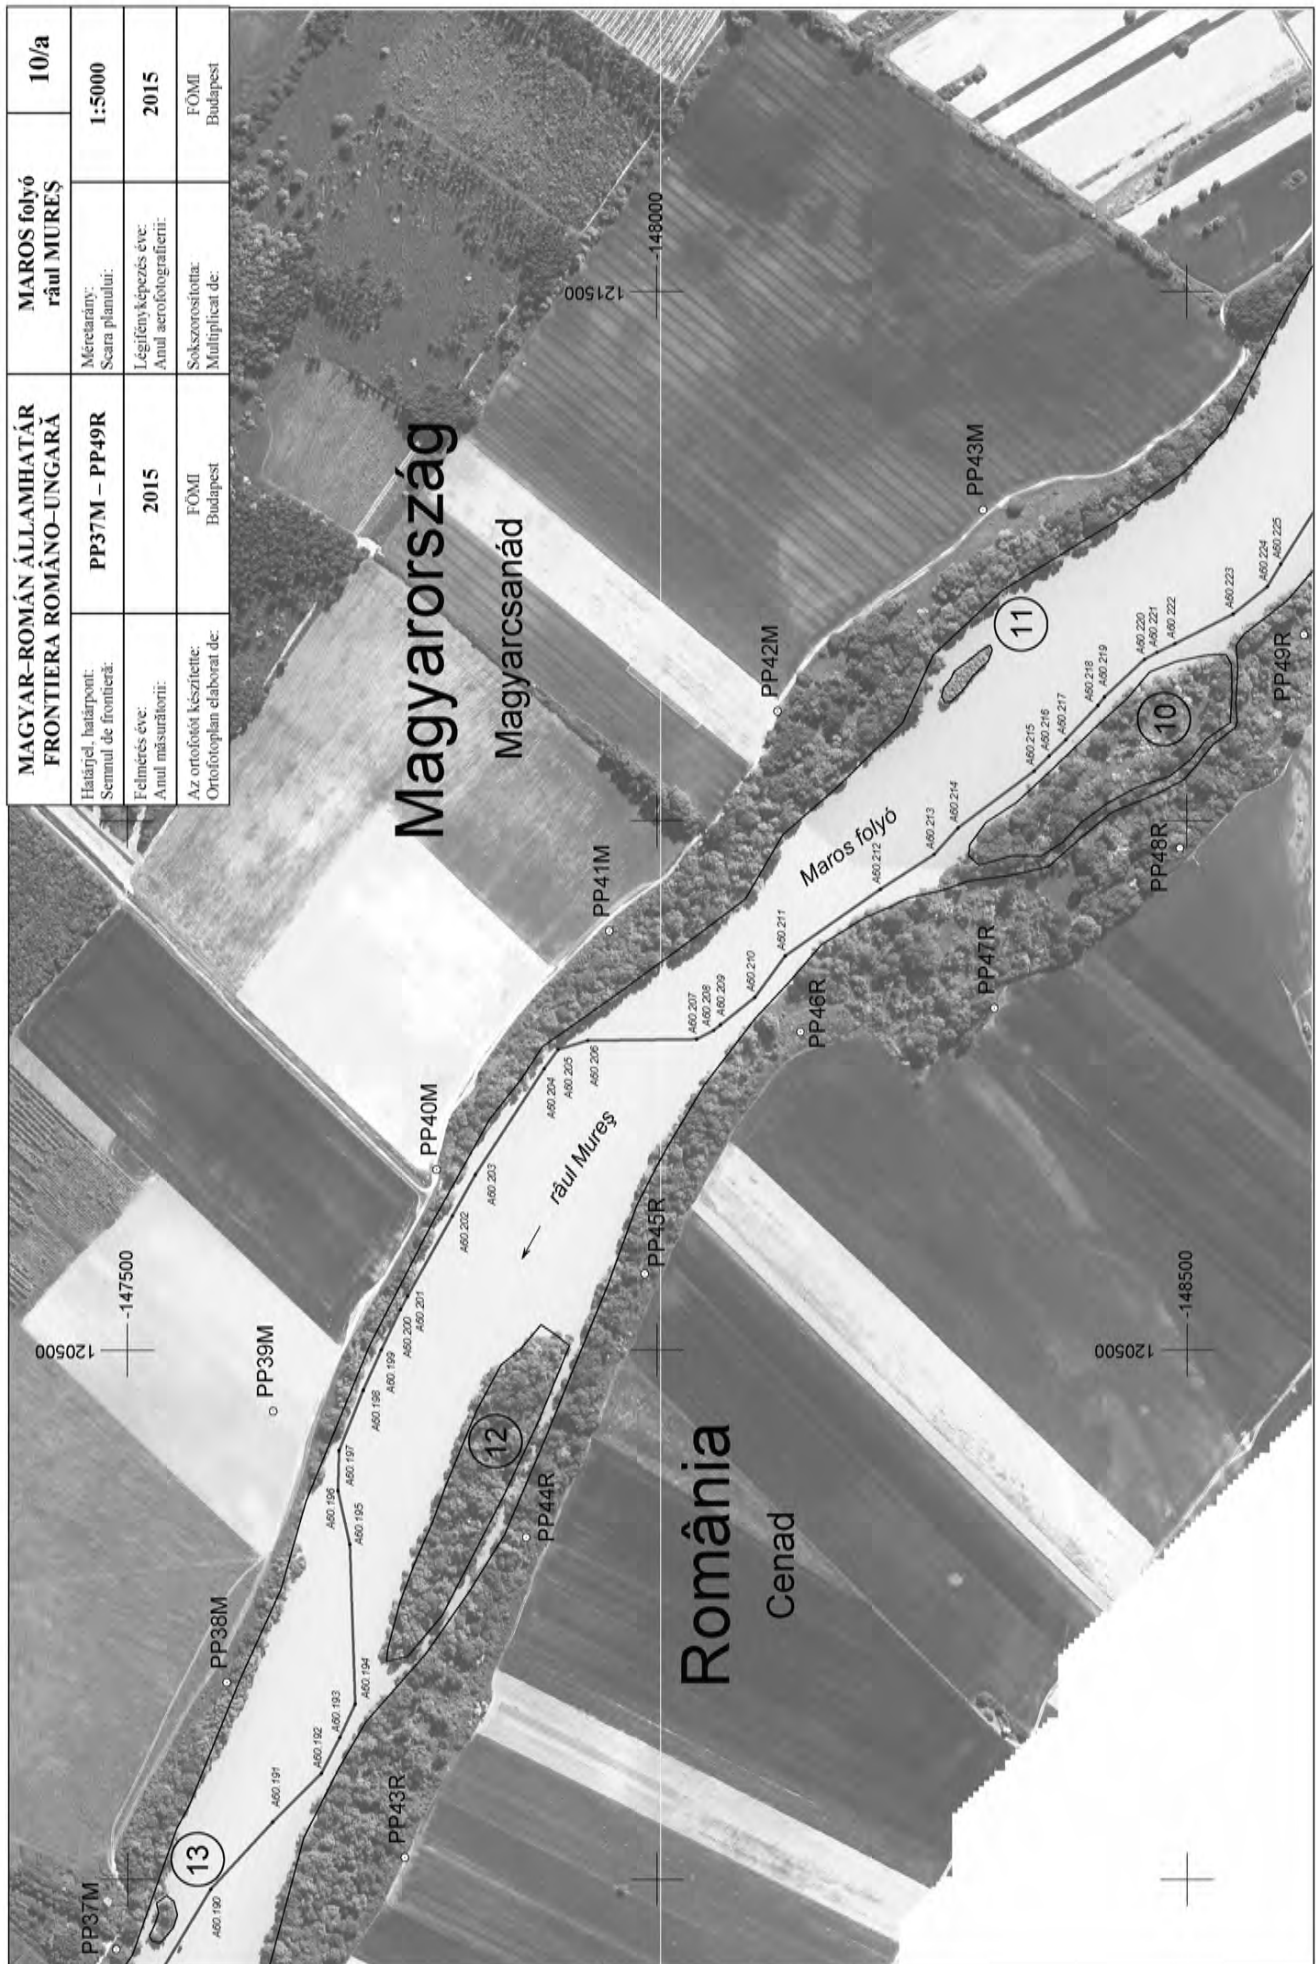 MAGYAR–ROMÁN ÁLLAMHATÁR
FRONTIERA ROMÂNO–UNGARĂ
MAROS folyó
râul MUREȘ
10/a
Határjel, határpont:
Semnul de frontieră:
PP37M – PP49R
Méretarány:
Scara planului:
1:5000
Felmérés éve:
Anul măsurătorii:
2015
Légifényképezés éve:
Anul aerofotografierii:
2015
Az ortofotót készítette:
Ortofotoplan elaborat de:
FÖMI
Budapest
Sokszorosította:
Multiplicat de:
FÖMI
Budapest
Magyarország
Magyarcsanád
România
Cenad
Maros folyó
râul Mureş
-147500
120500
-148000
121500
-148500
120500
PP37M
PP38M
PP39M
PP40M
PP41M
PP42M
PP43M
PP43R
PP44R
PP45R
PP46R
PP47R
PP48R
PP49R
13
12
11
10
A60.190
A60.191
A60.192
A60.193
A60.194
A60.195
A60.196
A60.197
A60.198
A60.199
A60.200
A60.201
A60.202
A60.203
A60.204
A60.205
A60.206
A60.207
A60.208
A60.209
A60.210
A60.211
A60.212
A60.213
A60.214
A60.215
A60.216
A60.217
A60.218
A60.219
A60.220
A60.221
A60.222
A60.223
A60.224
A60.225